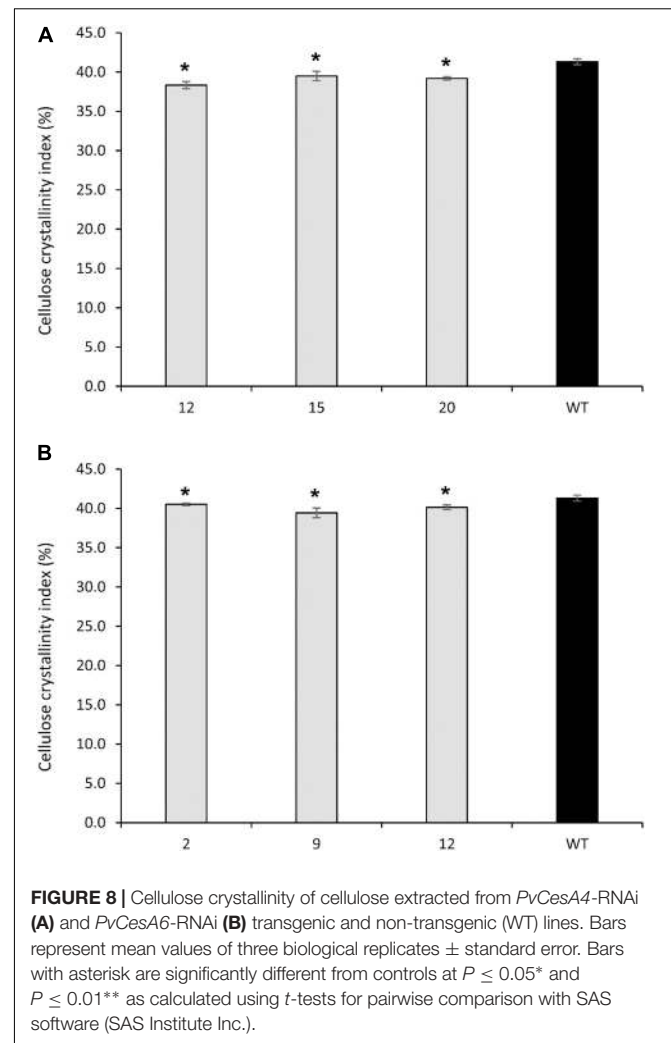 A
45.0
40.0
35.0
30.0
25.0
20.0
15.0
10.0
5.0
0.0
Cellulose crystallinity index (%)
* * *
12 15 20 WT
B
45.0
40.0
35.0
30.0
25.0
20.0
15.0
10.0
5.0
0.0
Cellulose crystallinity index (%)
* * *
2 9 12 WT
FIGURE 8 | Cellulose crystallinity of cellulose extracted from PvCesA4-RNAi
(A) and PvCesA6-RNAi (B) transgenic and non-transgenic (WT) lines. Bars
represent mean values of three biological replicates ± standard error. Bars
with asterisk are significantly different from controls at P ≤ 0.05* and
P ≤ 0.01** as calculated using t-tests for pairwise comparison with SAS
software (SAS Institute Inc.).